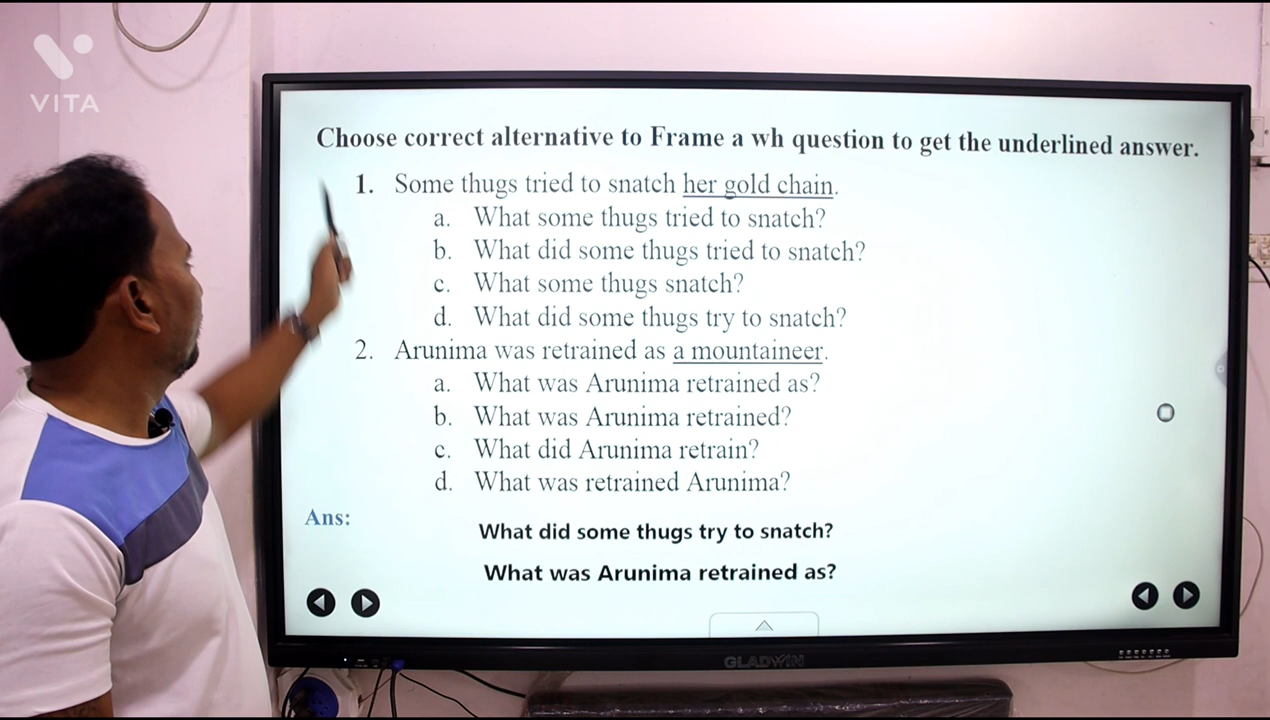 VITA
Choose correct alternative to Frame a wh question to get the underlined answer.
1. Some thugs tried to snatch her gold chain.
a. What some thugs tried to snatch?
b. What did some thugs tried to snatch?
c. What some thugs snatch?
d. What did some thugs try to snatch?
2. Arunima was retrained as a mountaineer.
a. What was Arunima retrained as?
b. What was Arunima retrained?
c. What did Arunima retrain?
d. What was retrained Arunima?
Ans:
What did some thugs try to snatch?
What was Arunima retrained as?
GLADWIN